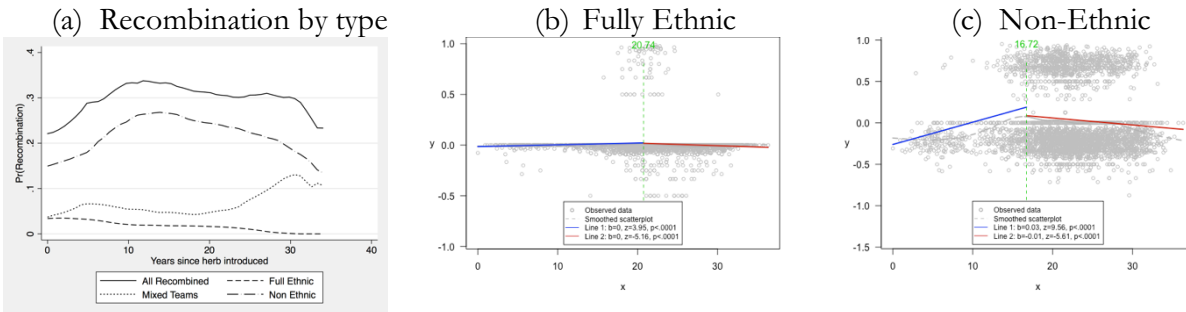 (a) Recombination by type
Pr(Recombination)
.4
.3
.2
.1
0
0 10 20 30 40
Years since herb introduced
All Recombined Full Ethnic
Mixed Teams Non Ethnic
(b) Fully Ethnic
20.74
1.0
0.5
y 0.0
-0.5
-1.0
Observed data
Smoothed scatterplot
Line 1: b=0, z=3.95, p<.0001
Line 2: b=0, z=-5.16, p<.0001
0 10 20 30
x
(c) Non-Ethnic
16.72
1.0
0.5
y 0.0
-0.5
-1.0
-1.5
Observed data
Smoothed scatterplot
Line 1: b=0.03, z=9.56, p<.0001
Line 2: b=-0.01, z=-5.61, p<.0001
0 10 20 30
x